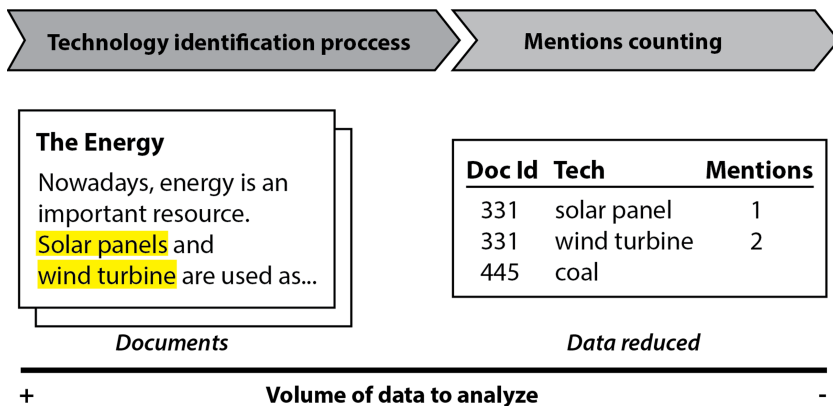 Technology identification proccess
Mentions counting
The Energy
Nowadays, energy is an
important resource.
Solar panels and
wind turbine are used as...
Documents
Doc Id Tech Mentions
331 solar panel 1
331 wind turbine 2
445 coal
Data reduced
+ Volume of data to analyze -